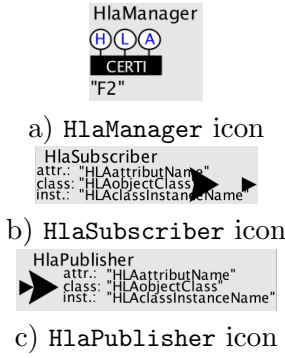 HlaManager
H L A
CERTI
"F2"
a) HlaManager icon
HlaSubscriber
attr.: "HLAattributName"
class: "HLAobjectClass"
inst.: "HLAclassInstanceName"
b) HlaSubscriber icon
HlaPublisher
attr.: "HLAattributName"
class: "HLAobjectClass"
inst.: "HLAclassInstanceName"
c) HlaPublisher icon